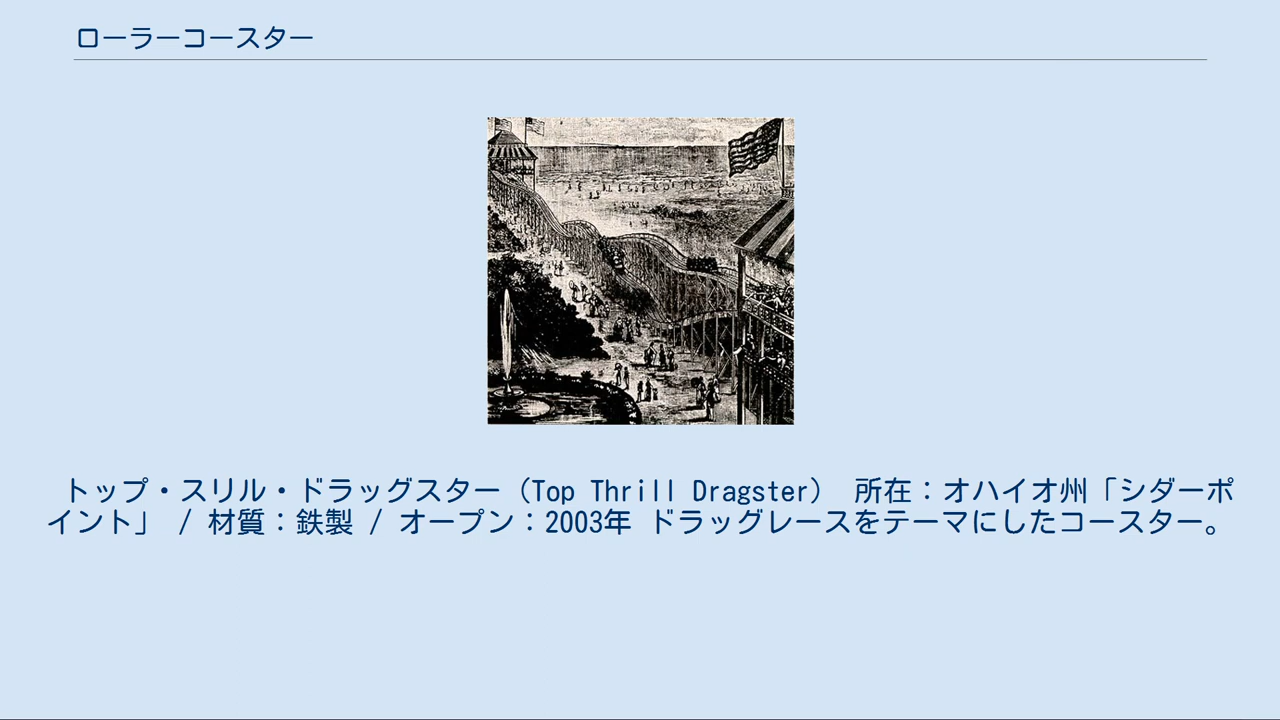 ローラーコースター
トップ・スリル・ドラッグスター（Top Thrill Dragster） 所在：オハイオ州「シダーポ
イント」 / 材質：鉄製 / オープン：2003年 ドラッグレースをテーマにしたコースター。